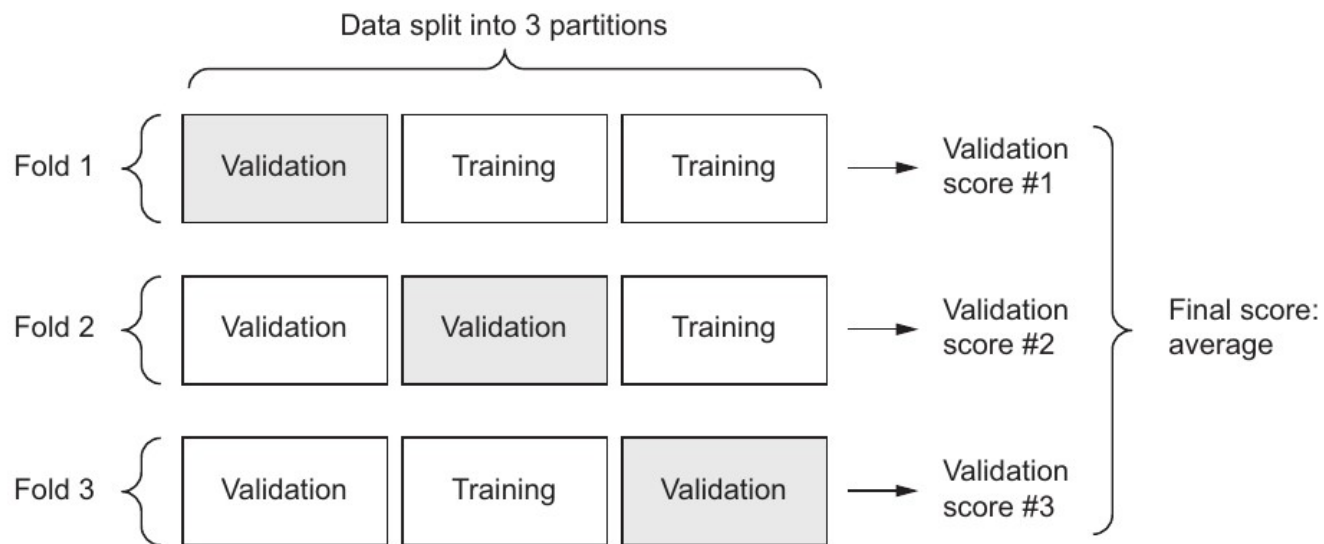 Data split into 3 partitions
Fold 1
Validation
Training
Training
Validation
score #1
Fold 2
Validation
Validation
Training
Validation
score #2
Final score:
average
Fold 3
Validation
Training
Validation
Validation
score #3